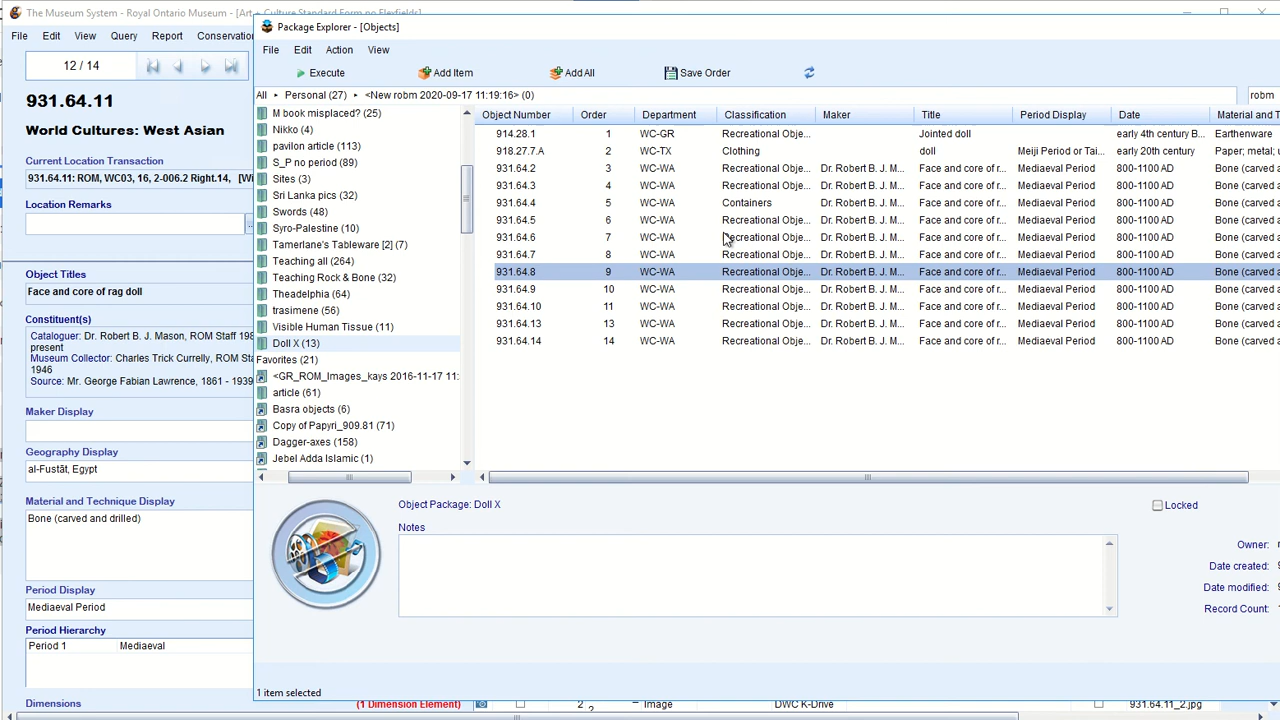 The Museum System - Royal Ontario Museum - [Art + Culture Standard Form no Flexfields]
File Edit View Query Report Conservation
12 / 14
931.64.11
World Cultures: West Asian
Current Location Transaction
931.64.11: ROM, WC03, 16, 2-006.2 Right.14, [Wi
Location Remarks
Object Titles
Face and core of rag doll
Constituent(s)
Cataloguer: Dr. Robert B. J. Mason, ROM Staff 198
present
Museum Collector: Charles Trick Currelly, ROM Sta
1946
Source: Mr. George Fabian Lawrence, 1861 - 1939
Maker Display
Geography Display
al-Fustāt, Egypt
Material and Technique Display
Bone (carved and drilled)
Period Display
Mediaeval Period
Period Hierarchy
Period 1 Mediaeval
Dimensions (1 Dimension Element)
Package Explorer - [Objects]
File Edit Action View
Execute Add Item Add All Save Order
All Personal (27) <New robm 2020-09-17 11:19:16> (0) robm
M book misplaced? (25)
Nikko (4)
pavilon article (113)
S_P no period (89)
Sites (3)
Sri Lanka pics (32)
Swords (48)
Syro-Palestine (10)
Tamerlane's Tableware [2] (7)
Teaching all (264)
Teaching Rock & Bone (32)
Theadelphia (64)
trasimene (56)
Visible Human Tissue (11)
Doll X (13)
Favorites (21)
<GR_ROM_Images_kays 2016-11-17 11:
article (61)
Basra objects (6)
Copy of Papyri_909.81 (71)
Dagger-axes (158)
Jebel Adda Islamic (1)
Object Number Order Department Classification Maker Title Period Display Date Material and T
914.28.1 1 WC-GR Recreational Obje... Jointed doll early 4th century B... Earthenware
918.27.7.A 2 WC-TX Clothing doll Meiji Period or Tai... early 20th century Paper; metal;
931.64.2 3 WC-WA Recreational Obje... Dr. Robert B. J. M... Face and core of r... Mediaeval Period 800-1100 AD Bone (carved a
931.64.3 4 WC-WA Recreational Obje... Dr. Robert B. J. M... Face and core of r... Mediaeval Period 800-1100 AD Bone (carved a
931.64.4 5 WC-WA Containers Dr. Robert B. J. M... Face and core of r... Mediaeval Period 800-1100 AD Bone (carved a
931.64.5 6 WC-WA Recreational Obje... Dr. Robert B. J. M... Face and core of r... Mediaeval Period 800-1100 AD Bone (carved a
931.64.6 7 WC-WA Recreational Obje... Dr. Robert B. J. M... Face and core of r... Mediaeval Period 800-1100 AD Bone (carved a
931.64.7 8 WC-WA Recreational Obje... Dr. Robert B. J. M... Face and core of r... Mediaeval Period 800-1100 AD Bone (carved a
931.64.8 9 WC-WA Recreational Obje... Dr. Robert B. J. M... Face and core of r... Mediaeval Period 800-1100 AD Bone (carved a
931.64.9 10 WC-WA Recreational Obje... Dr. Robert B. J. M... Face and core of r... Mediaeval Period 800-1100 AD Bone (carved a
931.64.10 11 WC-WA Recreational Obje... Dr. Robert B. J. M... Face and core of r... Mediaeval Period 800-1100 AD Bone (carved a
931.64.13 13 WC-WA Recreational Obje... Dr. Robert B. J. M... Face and core of r... Mediaeval Period 800-1100 AD Bone (carved a
931.64.14 14 WC-WA Recreational Obje... Dr. Robert B. J. M... Face and core of r... Mediaeval Period 800-1100 AD Bone (carved a
Object Package: Doll X
Notes
Locked
Owner:
Date created:
Date modified:
Record Count:
1 item selected
2 Image DWC K-Drive 931.64.11_2.jpg